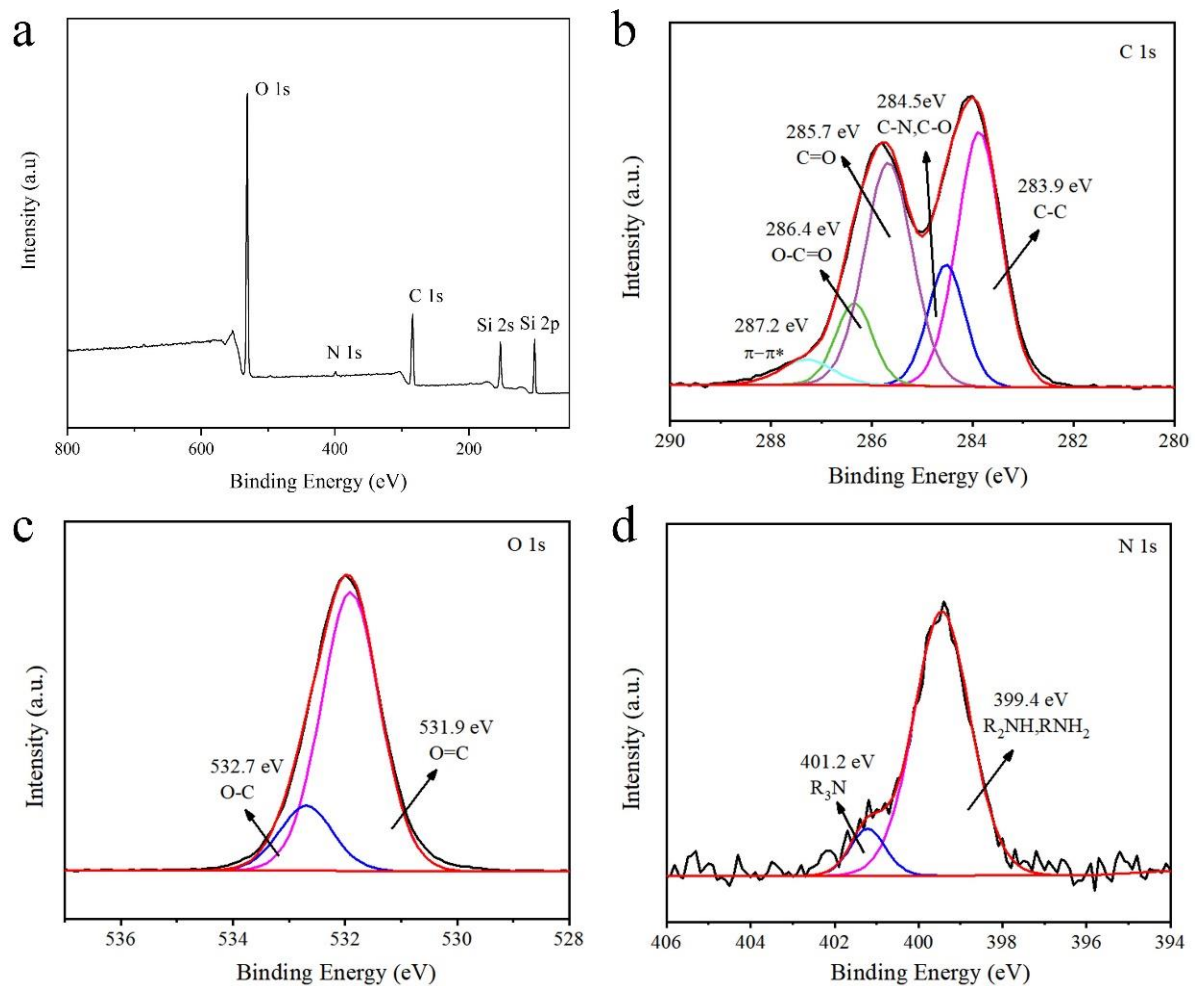 a
O 1s
N 1s
C 1s
Si 2s
Si 2p
Intensity (a.u)
800
600
400
200
Binding Energy (eV)
b
C 1s
284.5eV
C-N,C-O
285.7 eV
C=O
283.9 eV
C-C
286.4 eV
O-C=O
287.2 eV
π−π*
Intensity (a.u.)
290
288
286
284
282
280
Binding Energy (eV)
c
O 1s
531.9 eV
O=C
532.7 eV
O-C
Intensity (a.u.)
536
534
532
530
528
Binding Energy (eV)
d
N 1s
399.4 eV
R₂NH,RNH₂
401.2 eV
R₃N
Intensity (a.u.)
406
404
402
400
398
396
394
Binding Energy (eV)